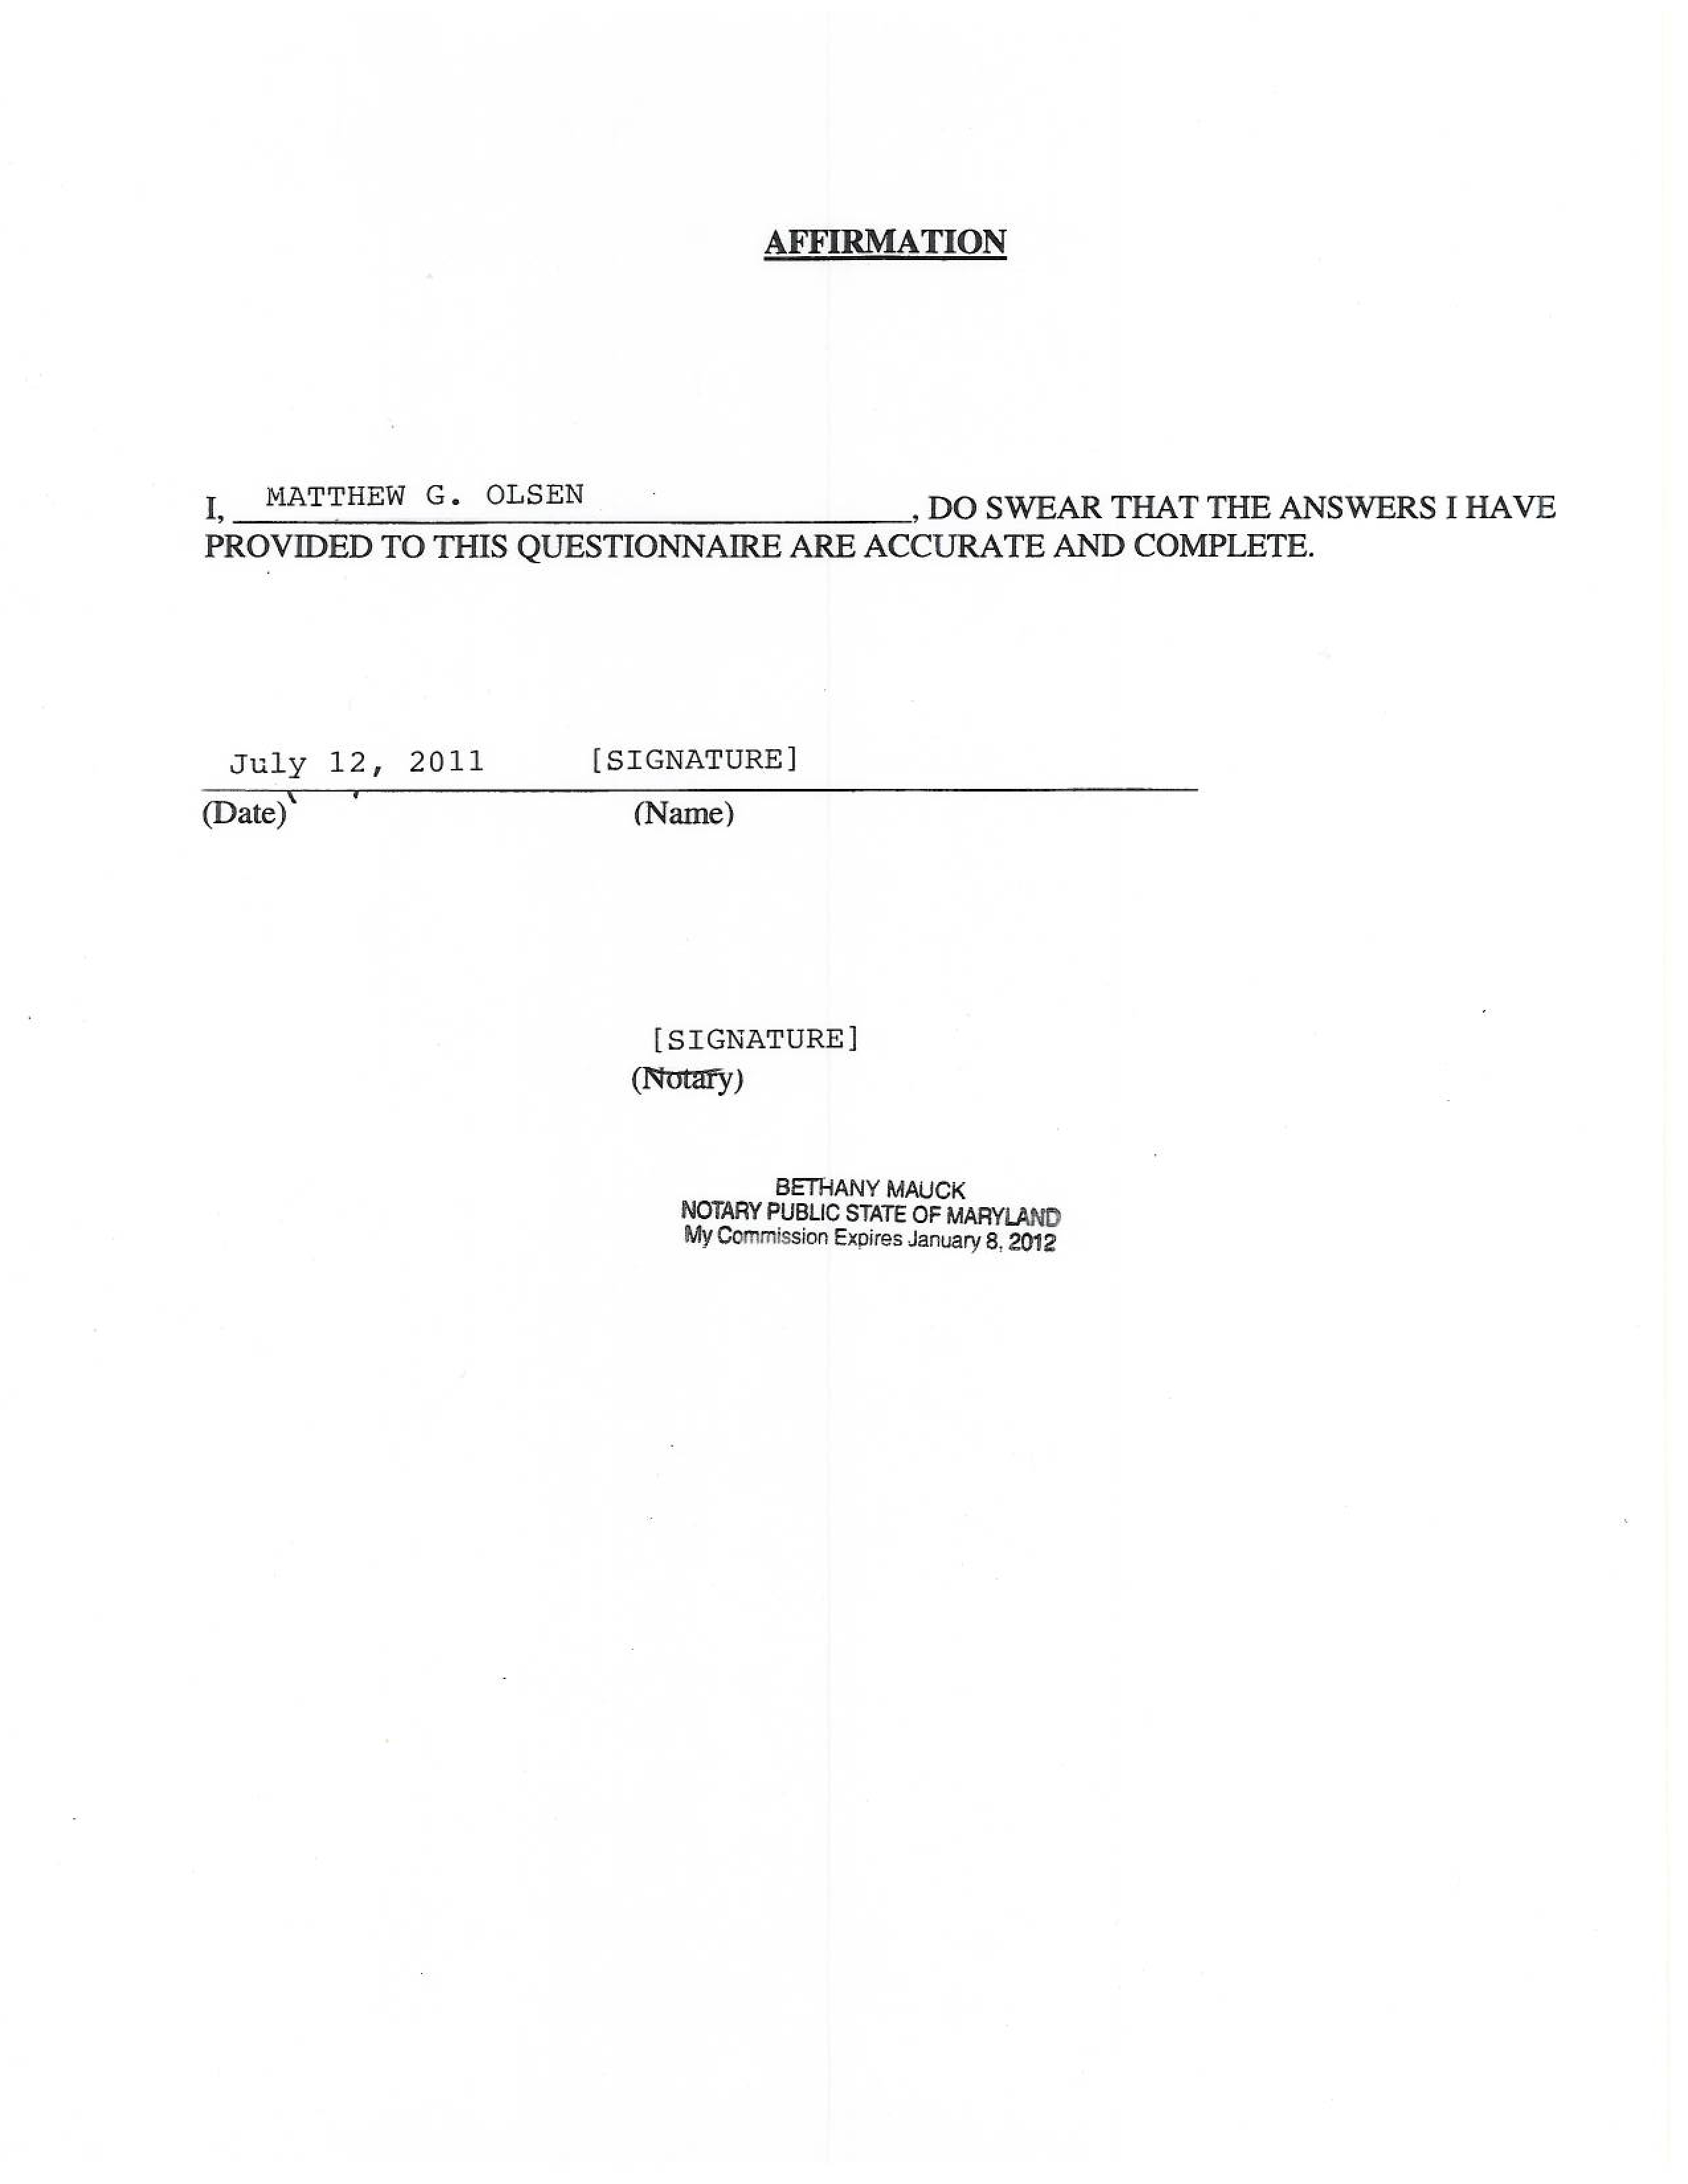 AFFIRMATION
I, MATTHEW G. OLSEN, DO SWEAR THAT THE ANSWERS I HAVE
PROVIDED TO THIS QUESTIONNAIRE ARE ACCURATE AND COMPLETE.
July 12, 2011 [SIGNATURE]
(Date) (Name)
[SIGNATURE]
(Notary)
BETHANY MAUCK
NOTARY PUBLIC STATE OF MARYLAND
My Commission Expires January 8, 2012